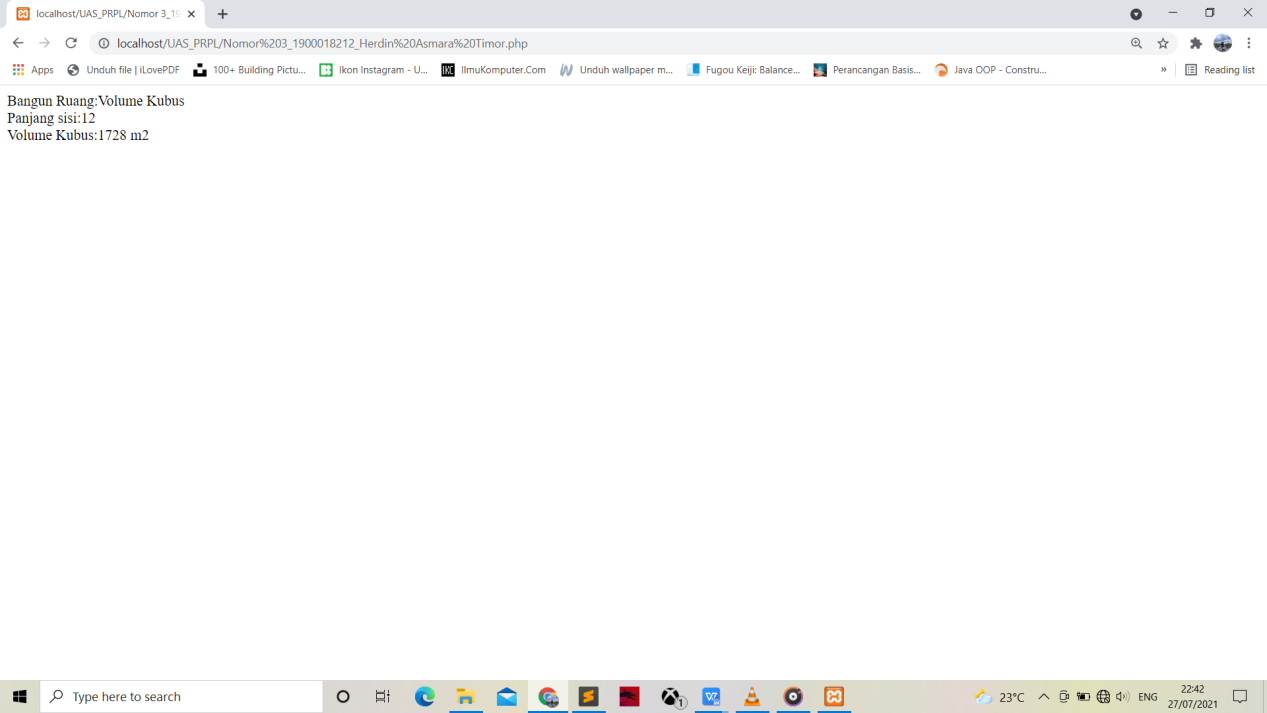 localhost/UAS_PRPL/Nomor 3_19
localhost/UAS_PRPL/Nomor%203_1900018212_Herdin%20Asmara%20Timor.php
Apps Unduh file | iLovePDF 100+ Building Pictu... Ikon Instagram - U... IKC IlmuKomputer.Com Unduh wallpaper m... Fugou Keiji: Balance... Perancangan Basis... Java OOP - Constru... » Reading list
Bangun Ruang:Volume Kubus
Panjang sisi:12
Volume Kubus:1728 m2
Type here to search
1
23°C
ENG
22:42
27/07/2021